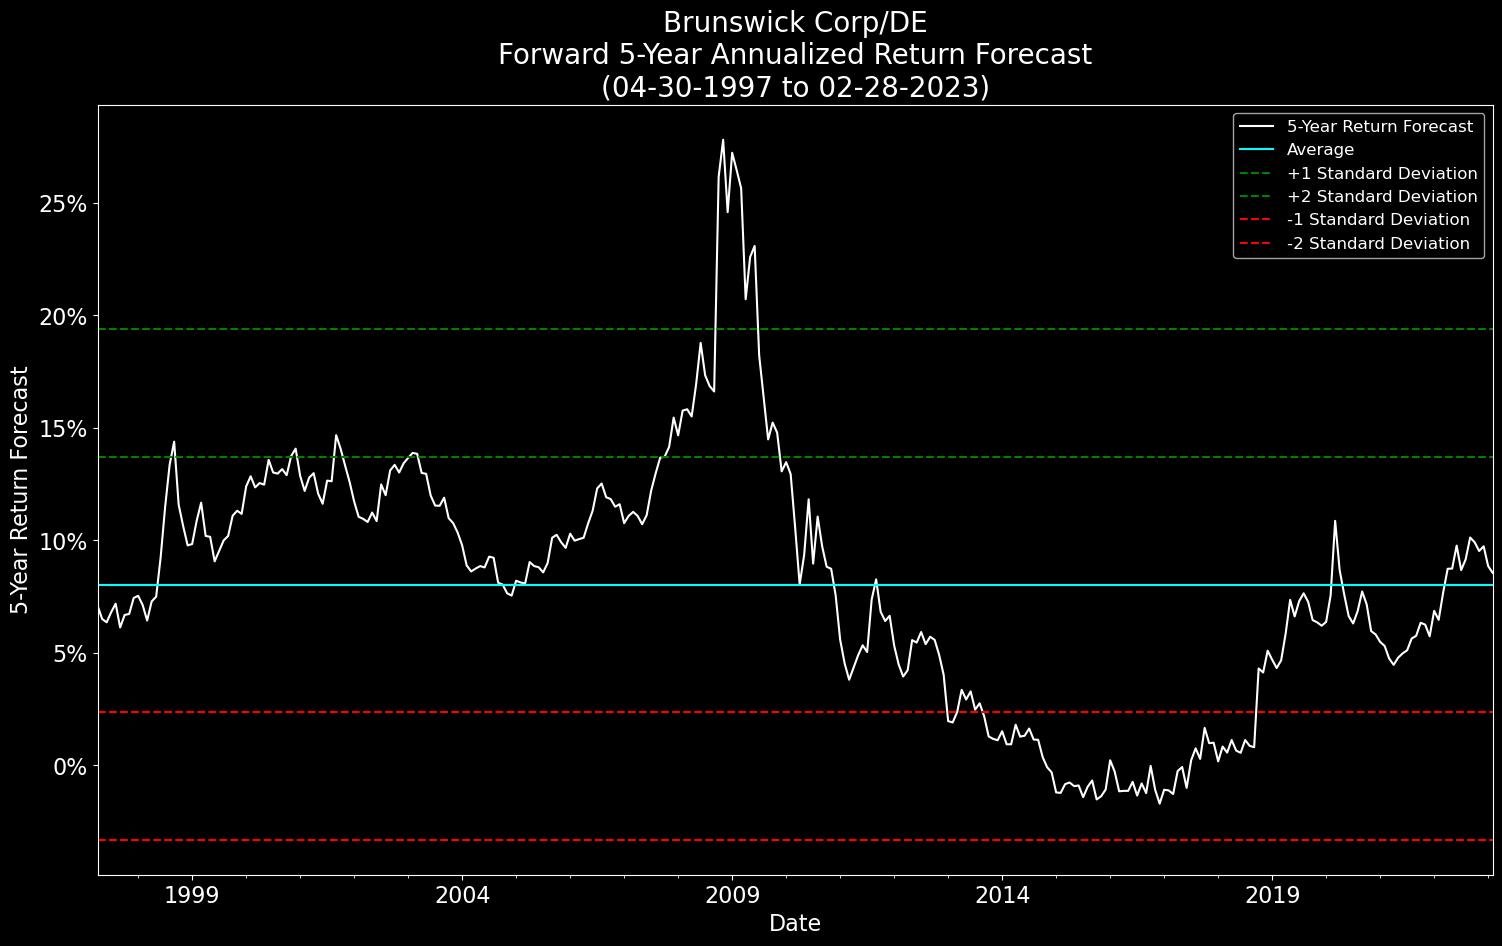 Brunswick Corp/DE
Forward 5-Year Annualized Return Forecast
(04-30-1997 to 02-28-2023)
5-Year Return Forecast
Average
+1 Standard Deviation
+2 Standard Deviation
-1 Standard Deviation
-2 Standard Deviation
25%
20%
15%
10%
5%
0%
5-Year Return Forecast
1999
2004
2009
2014
2019
Date